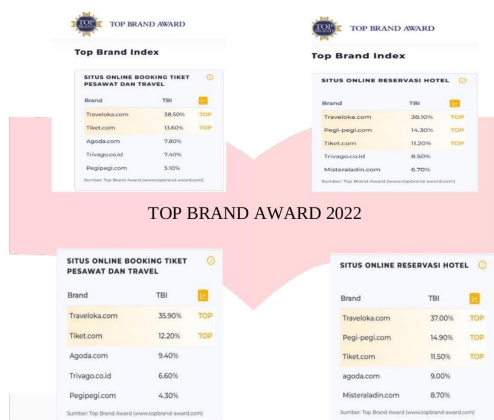 TOP BRAND AWARD
Top Brand Index
SITUS ONLINE BOOKING TIKET
PESAWAT DAN TRAVEL
Brand TBI
Traveloka.com 38.50% TOP
Tiket.com 13.60% TOP
Agoda.com 7.80%
Trivago.co.id 7.40%
Pegipegi.com 5.10%
Sumber: Top Brand Award (www.topbrand-award.com)
TOP BRAND AWARD
Top Brand Index
SITUS ONLINE RESERVASI HOTEL
Brand TBI
Traveloka.com 38.10% TOP
Pegi-pegi.com 14.30% TOP
Tiket.com 11.20% TOP
Trivago.co.id 8.50%
Misteraladin.com 6.70%
Sumber: Top Brand Award (www.topbrand-award.com)
TOP BRAND AWARD 2022
SITUS ONLINE BOOKING TIKET
PESAWAT DAN TRAVEL
Brand TBI
Traveloka.com 35.90% TOP
Tiket.com 12.20% TOP
Agoda.com 9.40%
Trivago.co.id 6.60%
Pegipegi.com 4.30%
Sumber: Top Brand Award (www.topbrand-award.com)
SITUS ONLINE RESERVASI HOTEL
Brand TBI
Traveloka.com 37.00% TOP
Pegi-pegi.com 14.90% TOP
Tiket.com 11.50% TOP
agoda.com 9.00%
Misteraladin.com 8.70%
Sumber: Top Brand Award (www.topbrand-award.com)